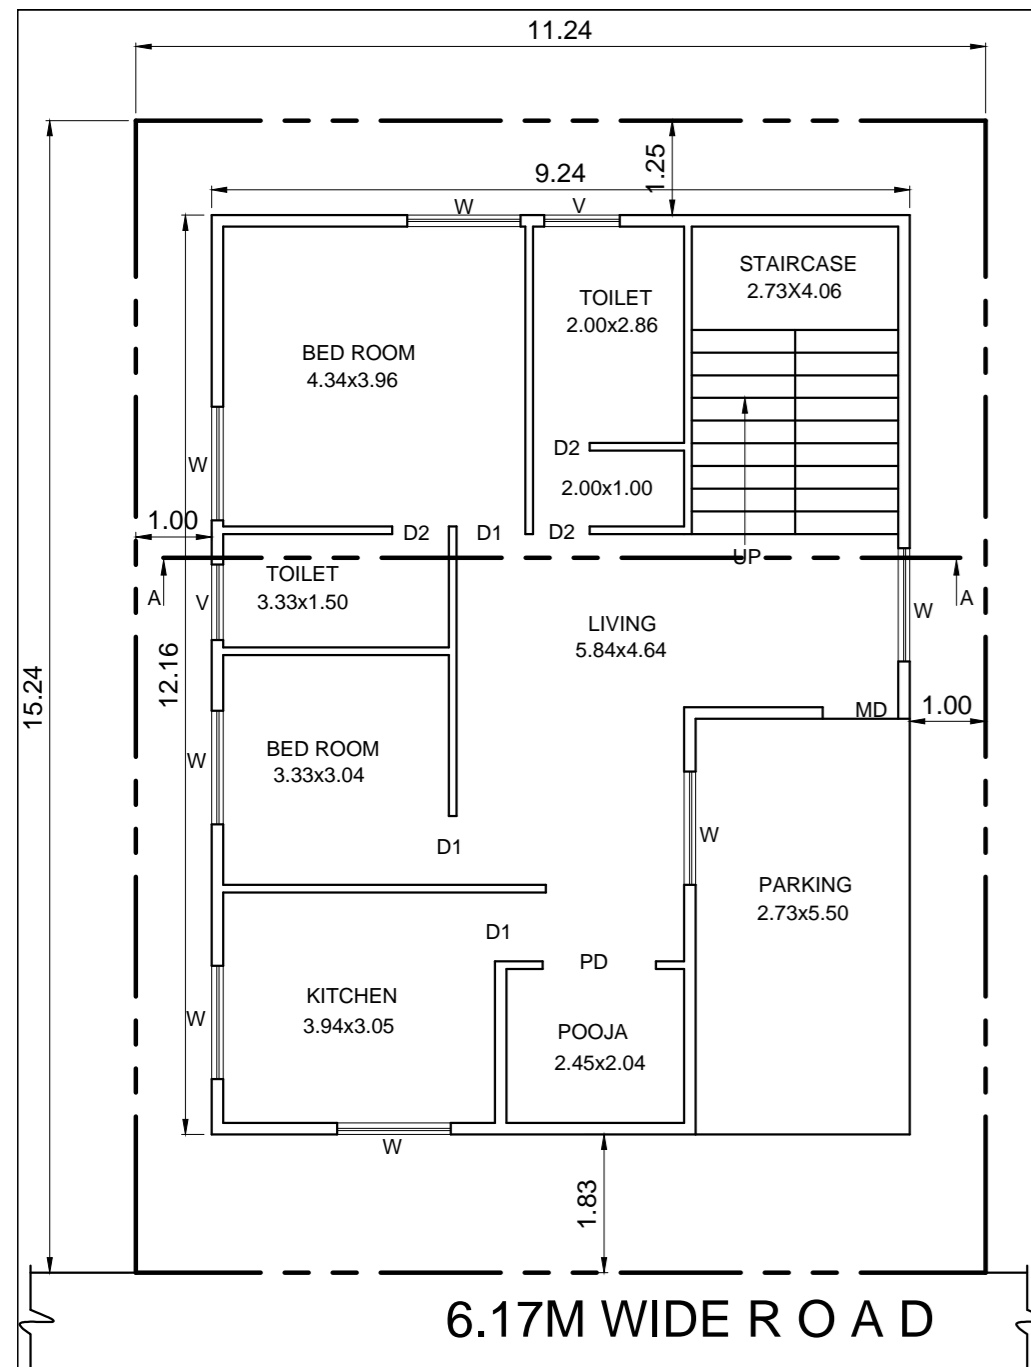 11.24
1.25
9.24
W
V
STAIRCASE
2.73X4.06
TOILET
2.00x2.86
BED ROOM
4.34x3.96
D2
W
2.00x1.00
1.00
D2
D1
D2
UP
TOILET
3.33x1.50
A
V
A
W
LIVING
5.84x4.64
12.16
15.24
MD
1.00
BED ROOM
3.33x3.04
W
W
D1
PARKING
2.73x5.50
D1
PD
KITCHEN
3.94x3.05
W
POOJA
2.45x2.04
W
1.83
6.17M WIDE R O A D